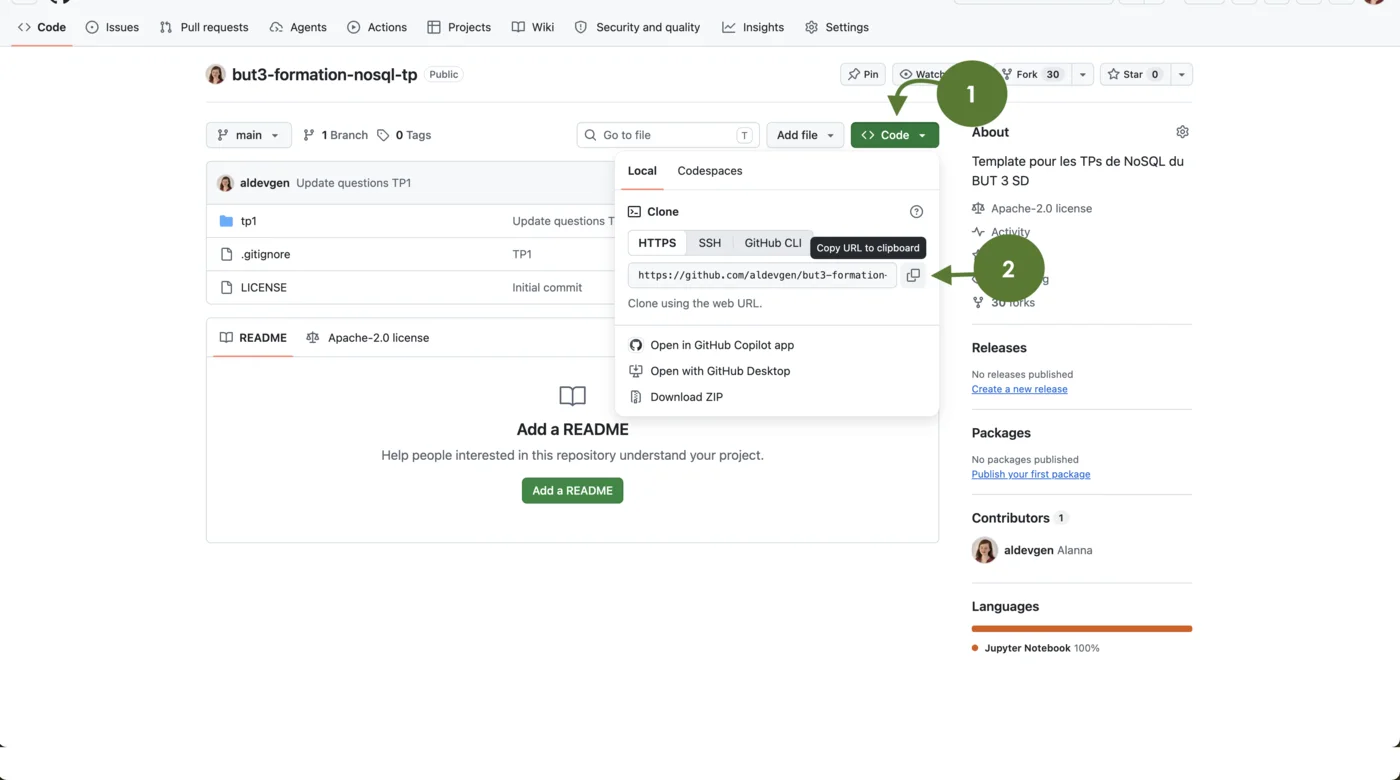 Code Issues Pull requests Agents Actions Projects Wiki Security and quality Insights Settings
but3-formation-nosql-tp Public
Pin Watch Fork 30 Star 0
1
main 1 Branch 0 Tags Go to file T Add file Code
About
Template pour les TPs de NoSQL du
BUT 3 SD
Apache-2.0 license
Activity
30 forks
aldevgen Update questions TP1
tp1 Update questions T
.gitignore TP1
LICENSE Initial commit
Local Codespaces
Clone
HTTPS SSH GitHub CLI
Copy URL to clipboard
https://github.com/aldevgen/but3-formation-
2
Clone using the web URL.
Open in GitHub Copilot app
Open with GitHub Desktop
Download ZIP
README Apache-2.0 license
Add a README
Help people interested in this repository understand your project.
Add a README
Releases
No releases published
Create a new release
Packages
No packages published
Publish your first package
Contributors 1
aldevgen Alanna
Languages
Jupyter Notebook 100%